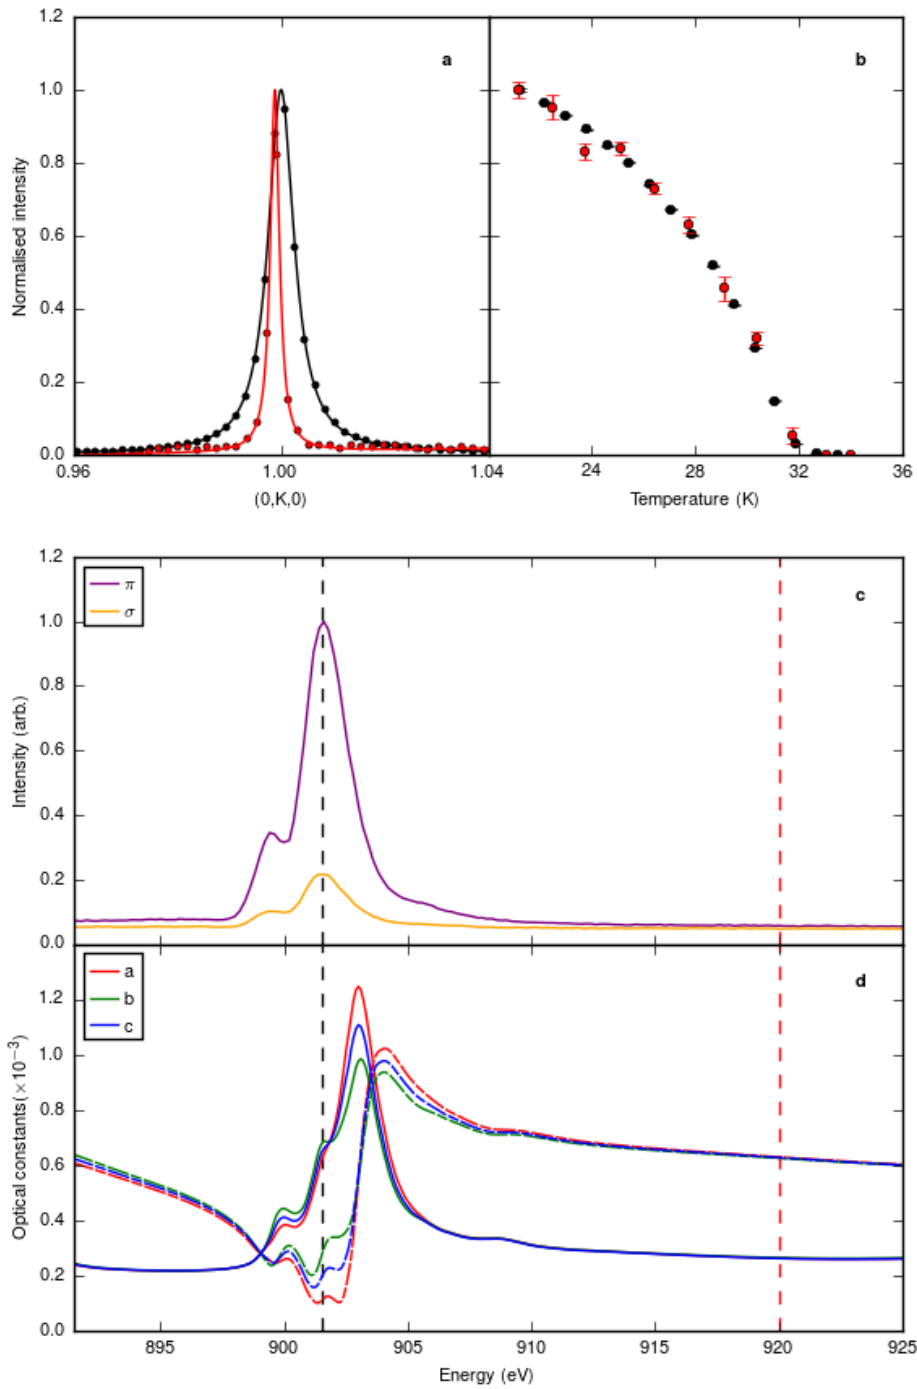 1.2
1.0
0.8
0.6
0.4
0.2
0.0
Normalised intensity
a
0.96
1.00
1.04
(0,K,0)
b
24
28
32
36
Temperature (K)
1.2
1.0
0.8
0.6
0.4
0.2
0.0
Intensity (arb.)
π
σ
c
1.2
1.0
0.8
0.6
0.4
0.2
0.0
Optical constants(×10⁻³)
a
b
c
d
895
900
905
910
915
920
925
Energy (eV)